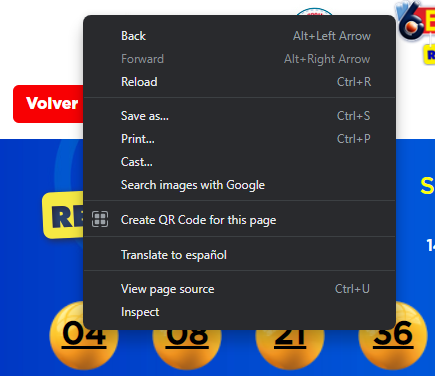 Back Alt+Left Arrow
Forward Alt+Right Arrow
Reload Ctrl+R
Volver
Save as... Ctrl+S
Print... Ctrl+P
Cast...
Search images with Google
Create QR Code for this page
Translate to español
View page source Ctrl+U
Inspect
04 08 21 36